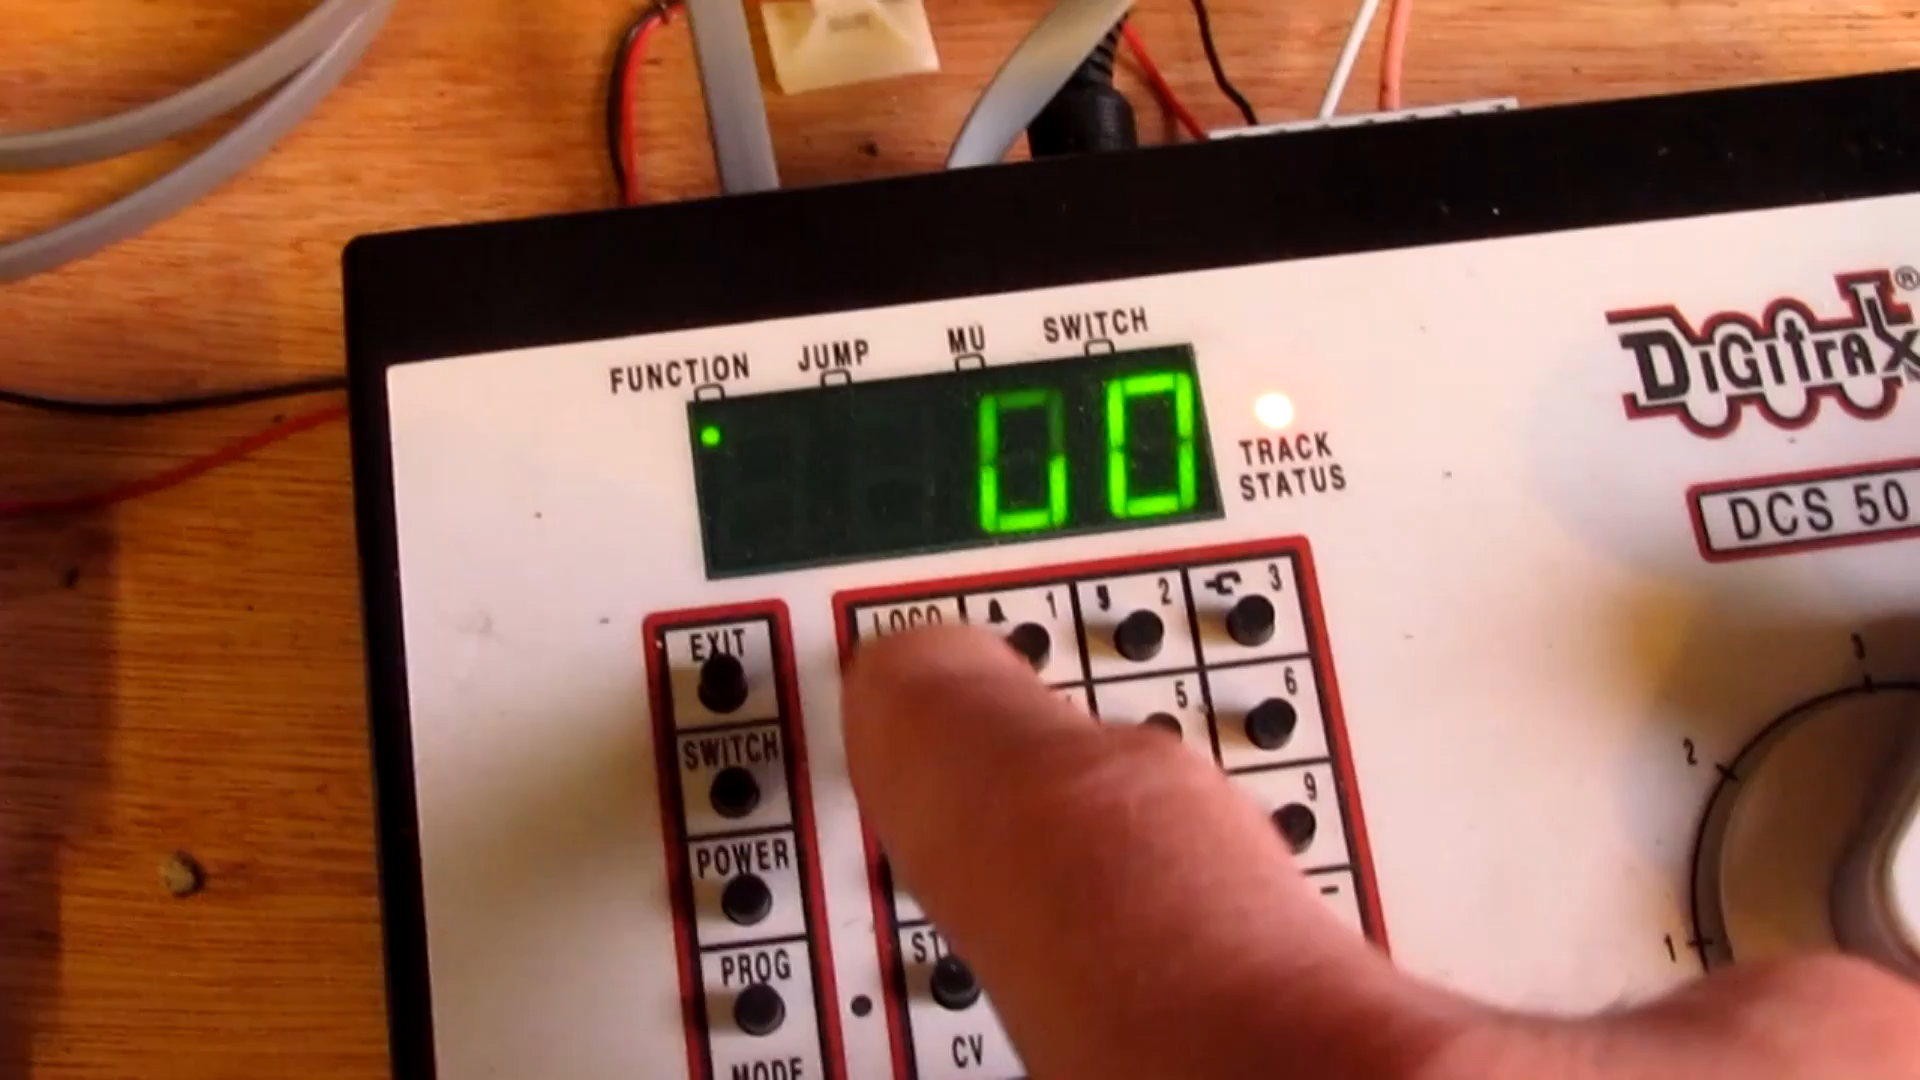 FUNCTION JUMP MU SWITCH
00
TRACK
STATUS
DiGitraX®
DCS 50
EXIT
SWITCH
POWER
PROG
MODE
LOCO 1 2 3
5 6
9
-
CV
3
2
1